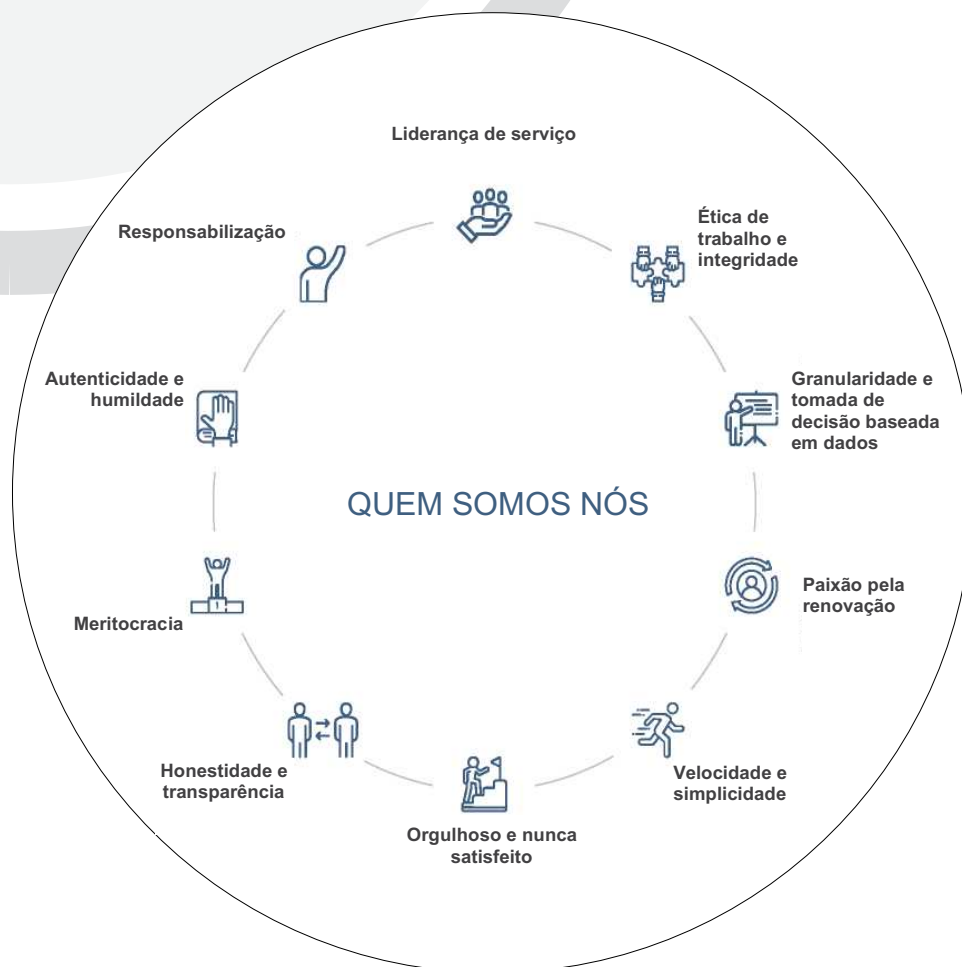 Liderança de serviço
Ética de
trabalho e
integridade
Granularidade e
tomada de
decisão baseada
em dados
Paixão pela
renovação
Velocidade e
simplicidade
Orgulhoso e nunca
satisfeito
Honestidade e
transparência
Meritocracia
Autenticidade e
humildade
Responsabilização
QUEM SOMOS NÓS